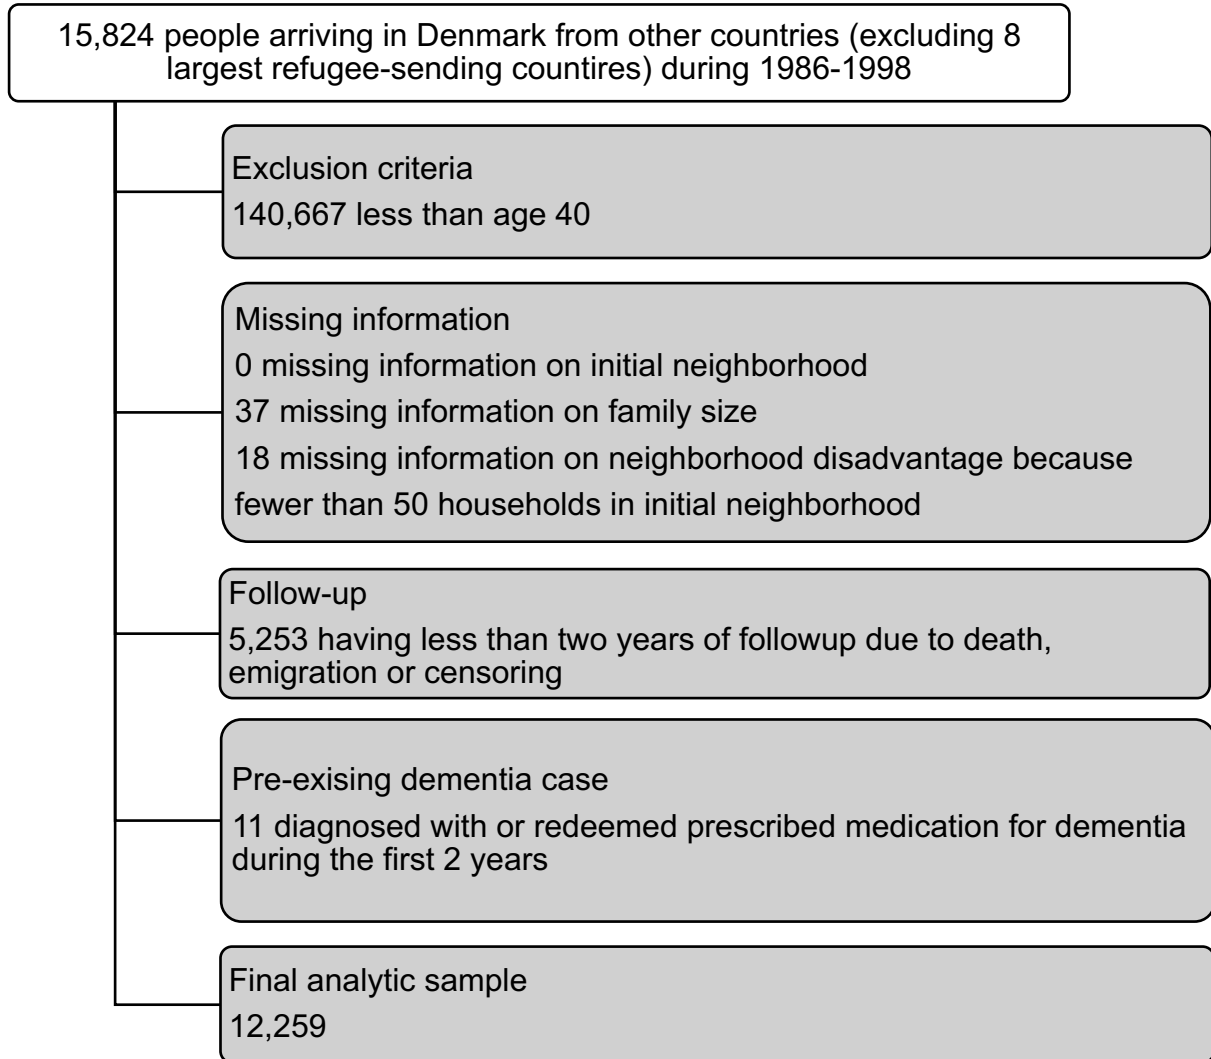 15,824 people arriving in Denmark from other countries (excluding 8
largest refugee-sending countires) during 1986-1998
Exclusion criteria
140,667 less than age 40
Missing information
0 missing information on initial neighborhood
37 missing information on family size
18 missing information on neighborhood disadvantage because
fewer than 50 households in initial neighborhood
Follow-up
5,253 having less than two years of followup due to death,
emigration or censoring
Pre-exising dementia case
11 diagnosed with or redeemed prescribed medication for dementia
during the first 2 years
Final analytic sample
12,259